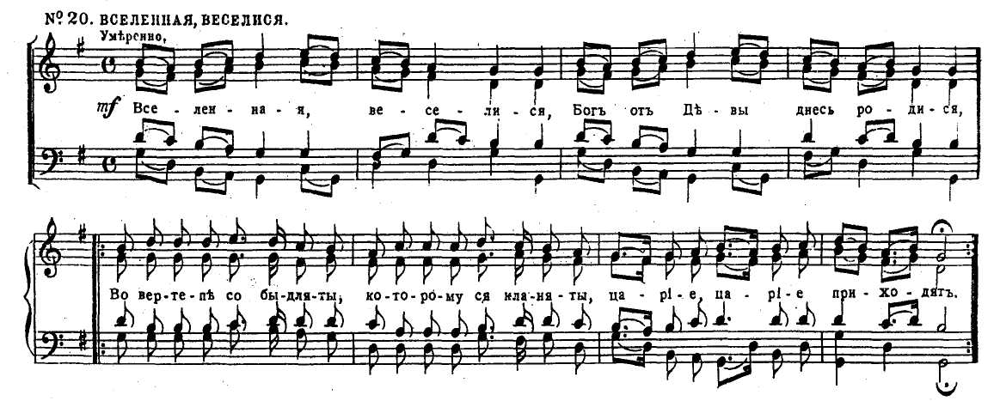 № 20. ВСЕЛЕННАЯ, ВЕСЕЛИСЯ.
Умѣренно,
mf Все - лен - на - я, ве - се - ли - ся, Богъ отъ Дѣ - вы днесь ро - ди - ся,
Во вер - те - пѣ со бы - для - ты, ко - то - ро - му ся кла - ня - ты, ца - рі - е, ца - рі - е при - хо - дятъ.